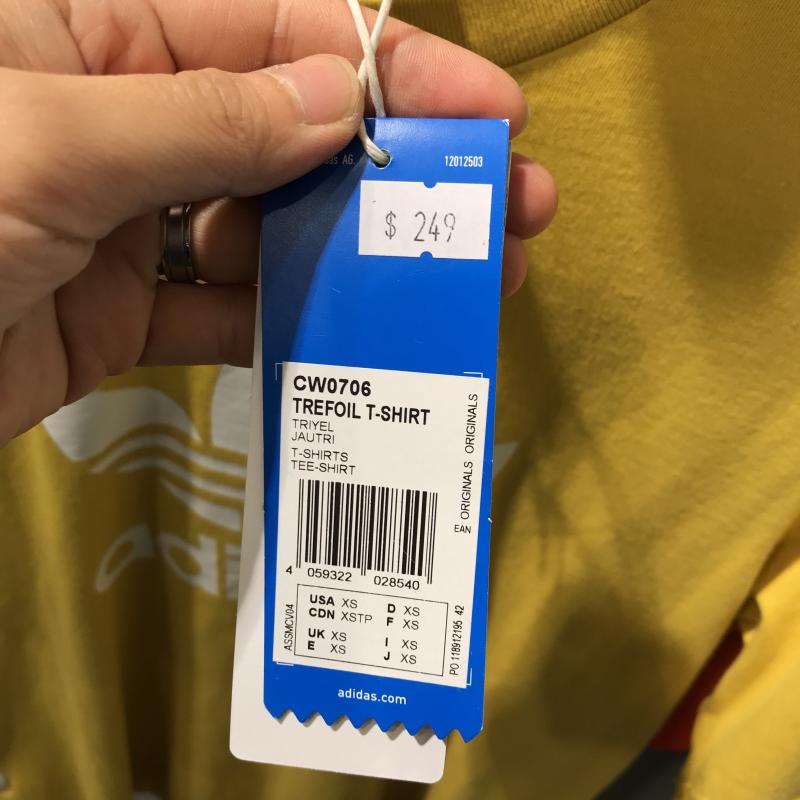 AG.
12012503
$ 249
CW0706
TREFOIL T-SHIRT
TRIYEL
JAUTRI
T-SHIRTS
TEE-SHIRT
ORIGINALS ORIGINALS
EAN
4 059322 028540
USA XS
CDN XSTP
UK XS
E XS
D XS
F XS
I XS
J XS
ASSMCV04
PO 118912195 42
adidas.com